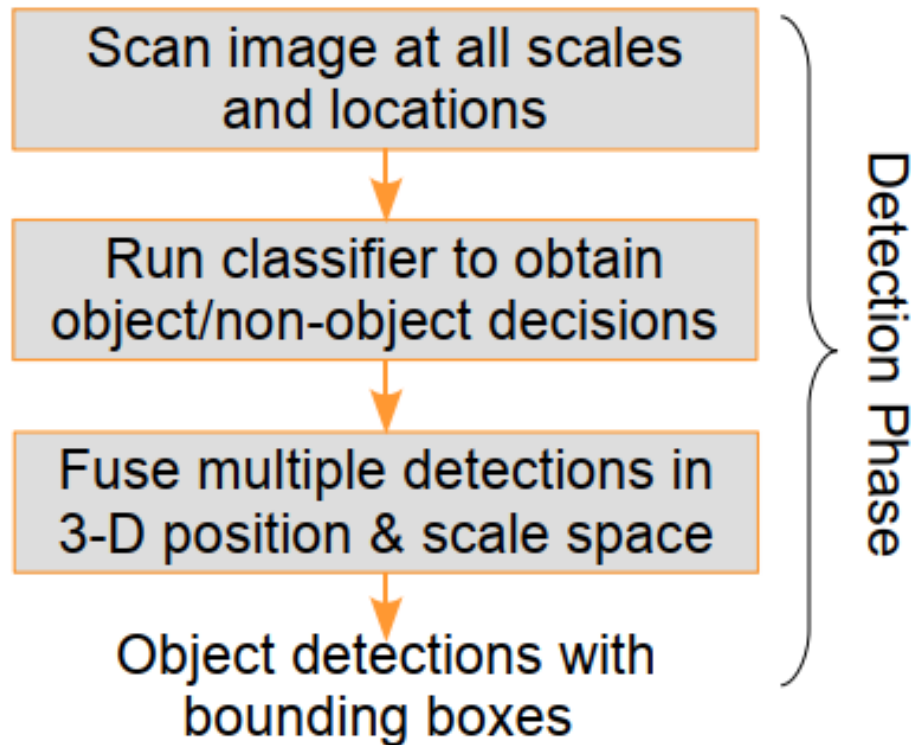 Scan image at all scales
and locations
Run classifier to obtain
object/non-object decisions
Fuse multiple detections in
3-D position & scale space
Object detections with
bounding boxes
Detection Phase